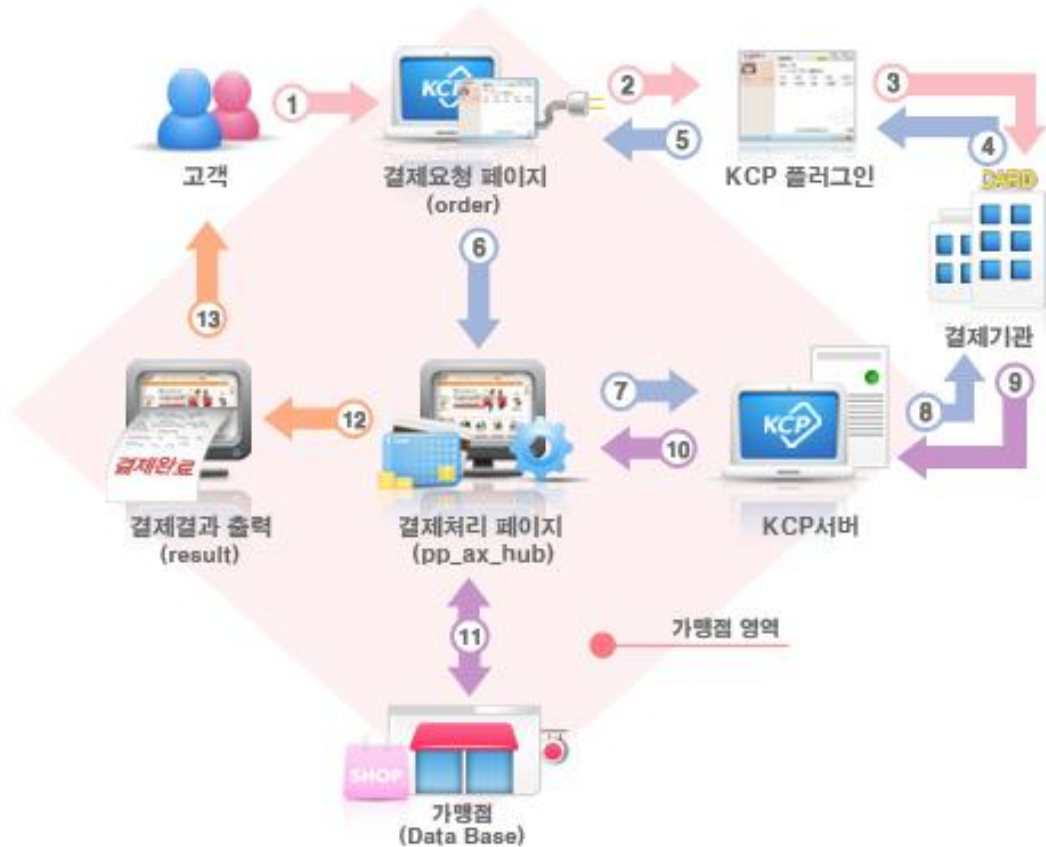 KCP
1
2
3
5
4
고객
결제요청 페이지
(order)
KCP 플러그인
CARD
6
결제기관
13
12
7
8
9
10
KCP
결제완료
결제결과 출력
(result)
결제처리 페이지
(pp_ax_hub)
KCP서버
11
가맹점 영역
SHOP
가맹점
(Data Base)